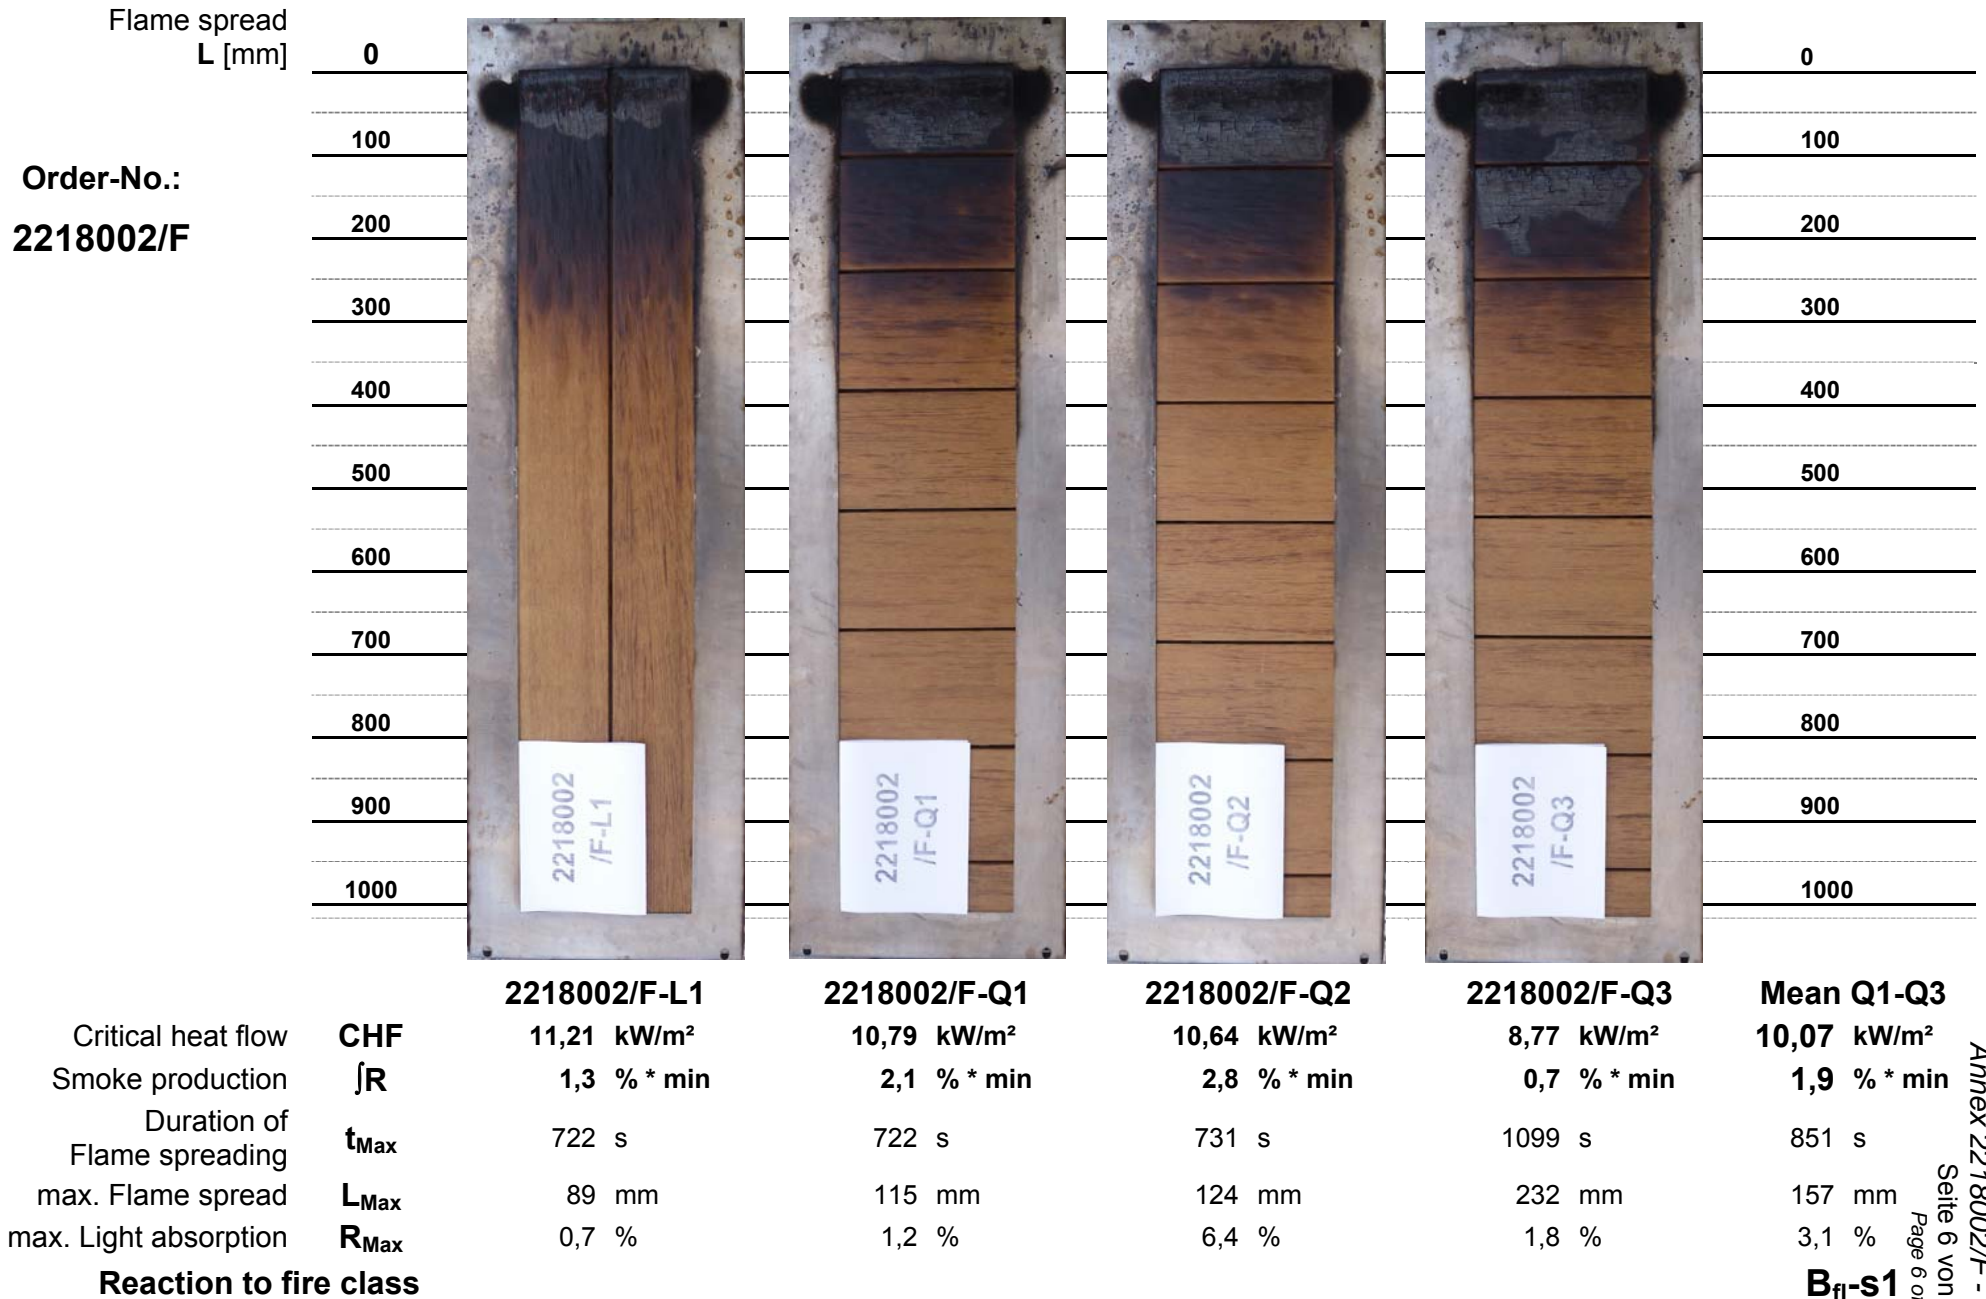 Flame spread
L [mm] 0 0
100 100
Order-No.:
200 200
2218002/F
300 300
400 400
500 500
600 600
700 700
800 800
900 900
1000 1000
2218002
/F-L1
2218002
/F-Q1
2218002
/F-Q2
2218002
/F-Q3
2218002/F-L1 2218002/F-Q1 2218002/F-Q2 2218002/F-Q3 Mean Q1-Q3
Critical heat flow CHF 11,21 kW/m² 10,79 kW/m² 10,64 kW/m² 8,77 kW/m² 10,07 kW/m²
Smoke production ∫R 1,3 % * min 2,1 % * min 2,8 % * min 0,7 % * min 1,9 % * min
Duration of
Flame spreading tMax 722 s 722 s 731 s 1099 s 851 s
max. Flame spread LMax 89 mm 115 mm 124 mm 232 mm 157 mm
max. Light absorption RMax 0,7 % 1,2 % 6,4 % 1,8 % 3,1 %
Reaction to fire class Bfl-s1
Annex 2218002/F -
Seite 6 von
Page 6 of